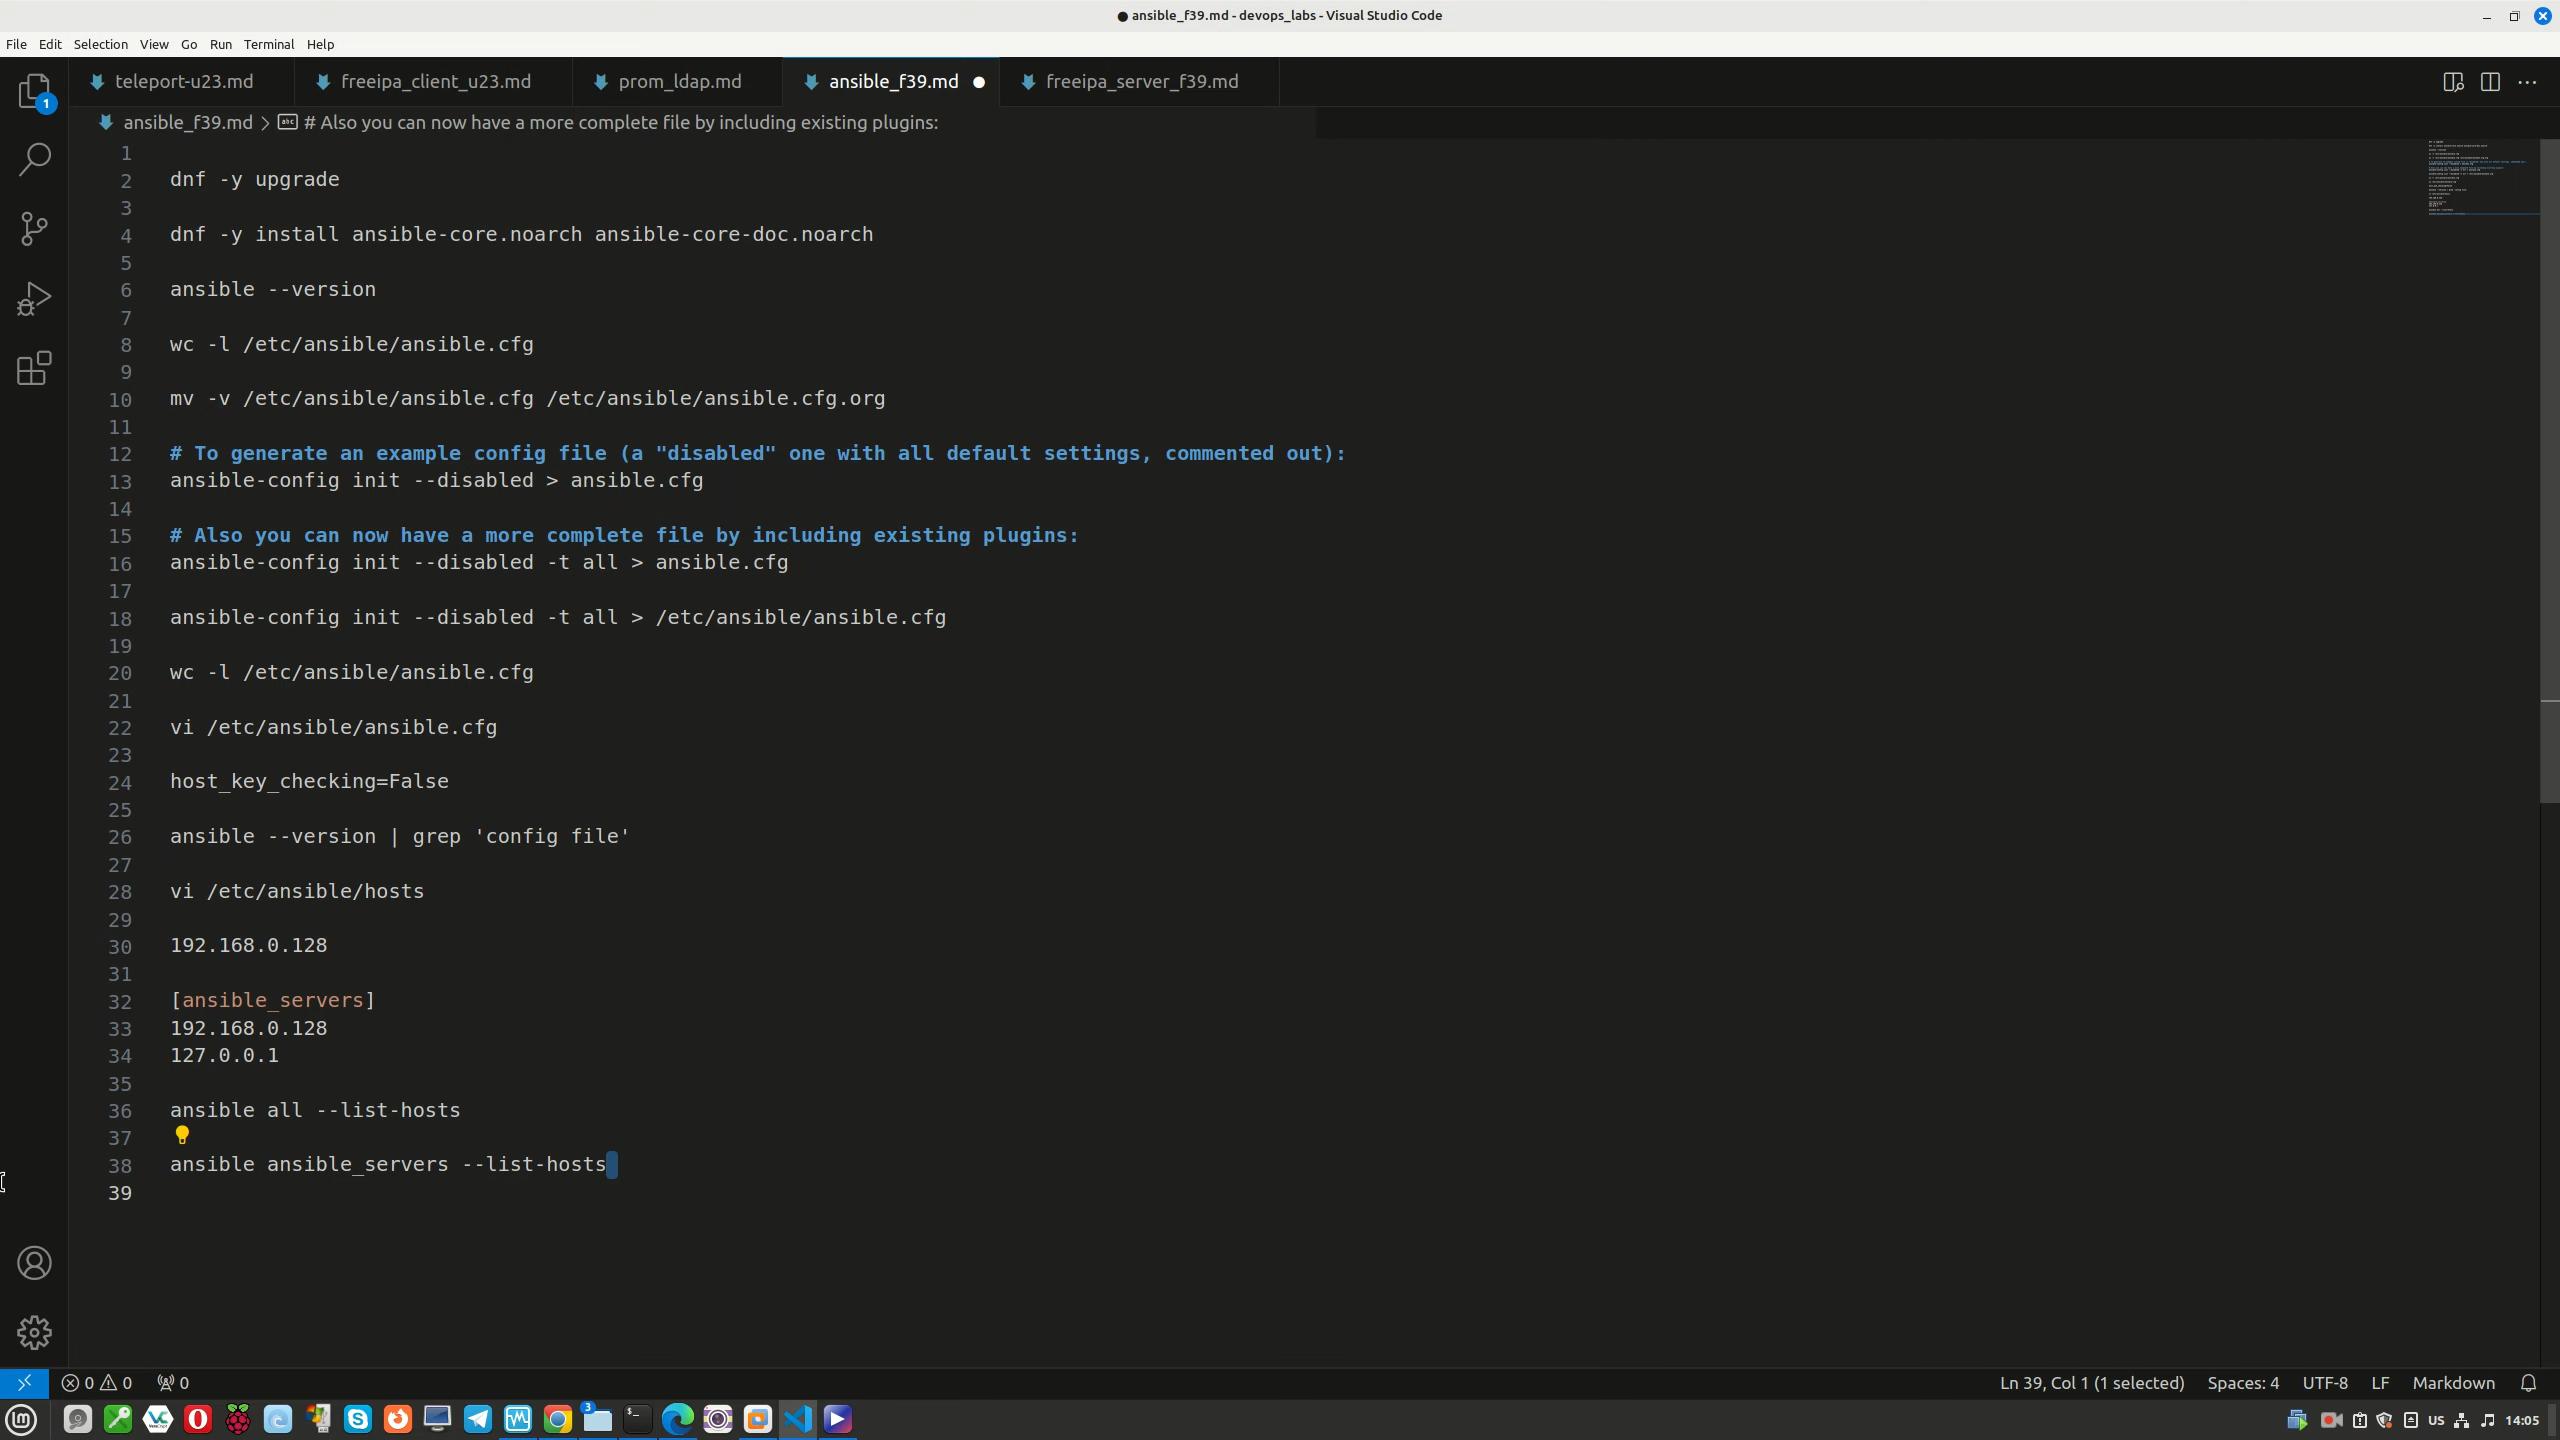 ● ansible_f39.md - devops_labs - Visual Studio Code
File Edit Selection View Go Run Terminal Help
1
teleport-u23.md freeipa_client_u23.md prom_ldap.md ansible_f39.md ● freeipa_server_f39.md
ansible_f39.md > abc # Also you can now have a more complete file by including existing plugins:
1
2 dnf -y upgrade
3
4 dnf -y install ansible-core.noarch ansible-core-doc.noarch
5
6 ansible --version
7
8 wc -l /etc/ansible/ansible.cfg
9
10 mv -v /etc/ansible/ansible.cfg /etc/ansible/ansible.cfg.org
11
12 # To generate an example config file (a "disabled" one with all default settings, commented out):
13 ansible-config init --disabled > ansible.cfg
14
15 # Also you can now have a more complete file by including existing plugins:
16 ansible-config init --disabled -t all > ansible.cfg
17
18 ansible-config init --disabled -t all > /etc/ansible/ansible.cfg
19
20 wc -l /etc/ansible/ansible.cfg
21
22 vi /etc/ansible/ansible.cfg
23
24 host_key_checking=False
25
26 ansible --version | grep 'config file'
27
28 vi /etc/ansible/hosts
29
30 192.168.0.128
31
32 [ansible_servers]
33 192.168.0.128
34 127.0.0.1
35
36 ansible all --list-hosts
37
38 ansible ansible_servers --list-hosts
39
0 0 0 Ln 39, Col 1 (1 selected) Spaces: 4 UTF-8 LF Markdown
3 US 14:05